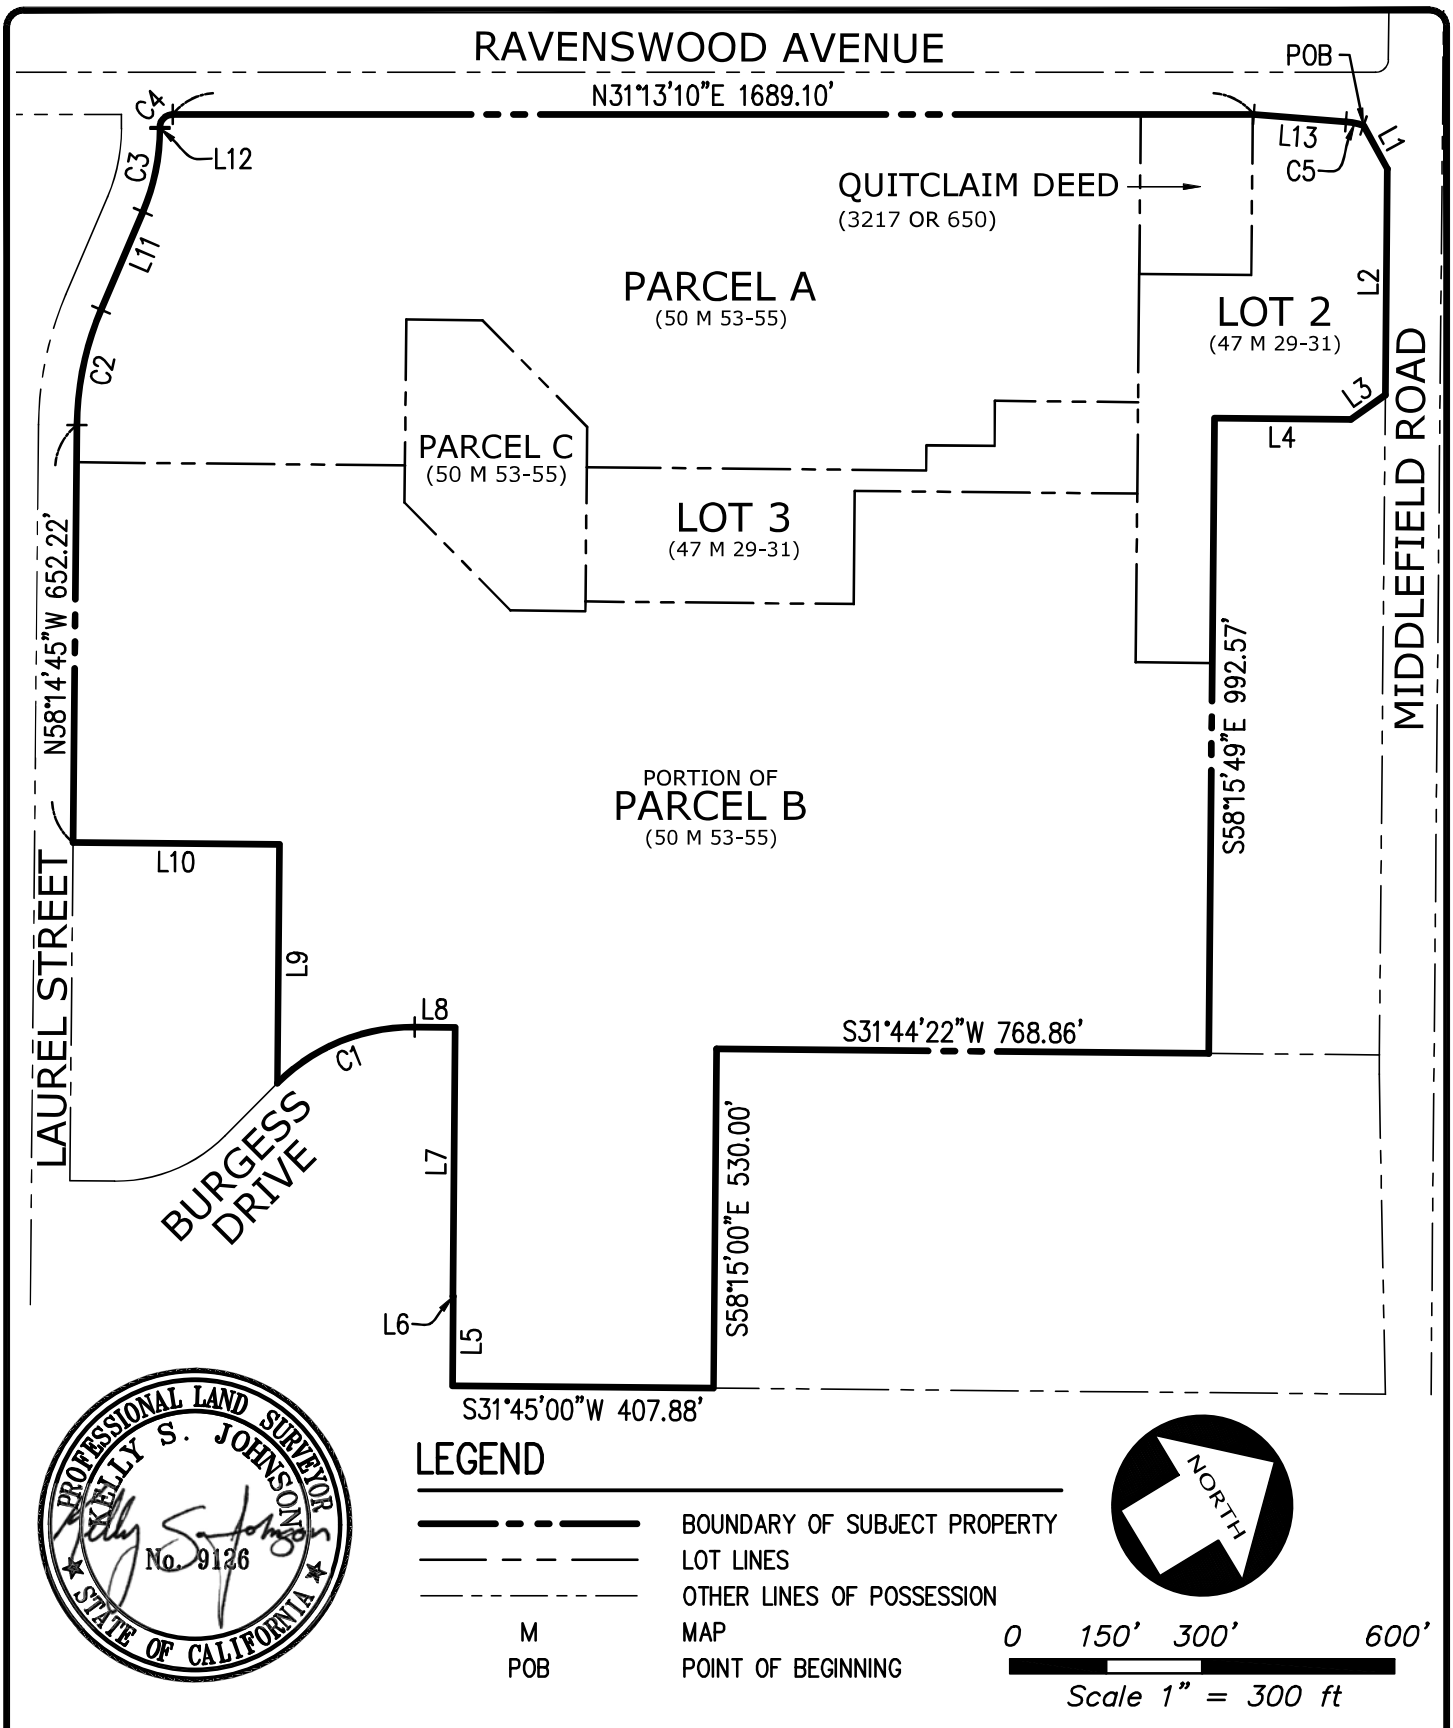 RAVENSWOOD AVENUE
POB
N31°13'10"E 1689.10'
C4
L12
C3
L13
C5
L1
QUITCLAIM DEED
(3217 OR 650)
L11
PARCEL A
(50 M 53-55)
L2
LOT 2
(47 M 29-31)
C2
L3
L4
PARCEL C
(50 M 53-55)
LOT 3
(47 M 29-31)
MIDDLEFIELD ROAD
N58°14'45"W 652.22'
S58°15'49"E 992.57'
PORTION OF
PARCEL B
(50 M 53-55)
L10
LAUREL STREET
L9
L8
C1
S31°44'22"W 768.86'
BURGESS
DRIVE
L7
S58°15'00"E 530.00'
L6
L5
S31°45'00"W 407.88'
PROFESSIONAL LAND SURVEYOR
KELLY S. JOHNSON
Kelly S Johnson
No. 9126
STATE OF CALIFORNIA
LEGEND
BOUNDARY OF SUBJECT PROPERTY
LOT LINES
OTHER LINES OF POSSESSION
M MAP
POB POINT OF BEGINNING
NORTH
0 150' 300' 600'
Scale 1" = 300 ft